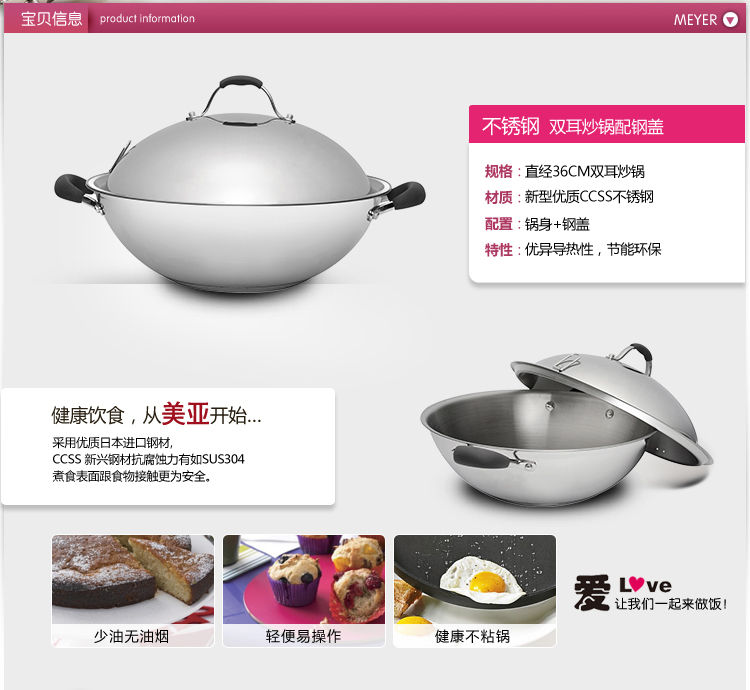 宝贝信息 product information MEYER
不锈钢 双耳炒锅配钢盖
规格：直径36CM双耳炒锅
材质：新型优质CCSS不锈钢
配置：锅身+钢盖
特性：优异导热性，节能环保
健康饮食，从美亚开始...
采用优质日本进口钢材,
CCSS 新兴钢材抗腐蚀力有如SUS304
煮食表面跟食物接触更为安全。
少油无油烟
轻便易操作
健康不粘锅
爱 Love
让我们一起来做饭!